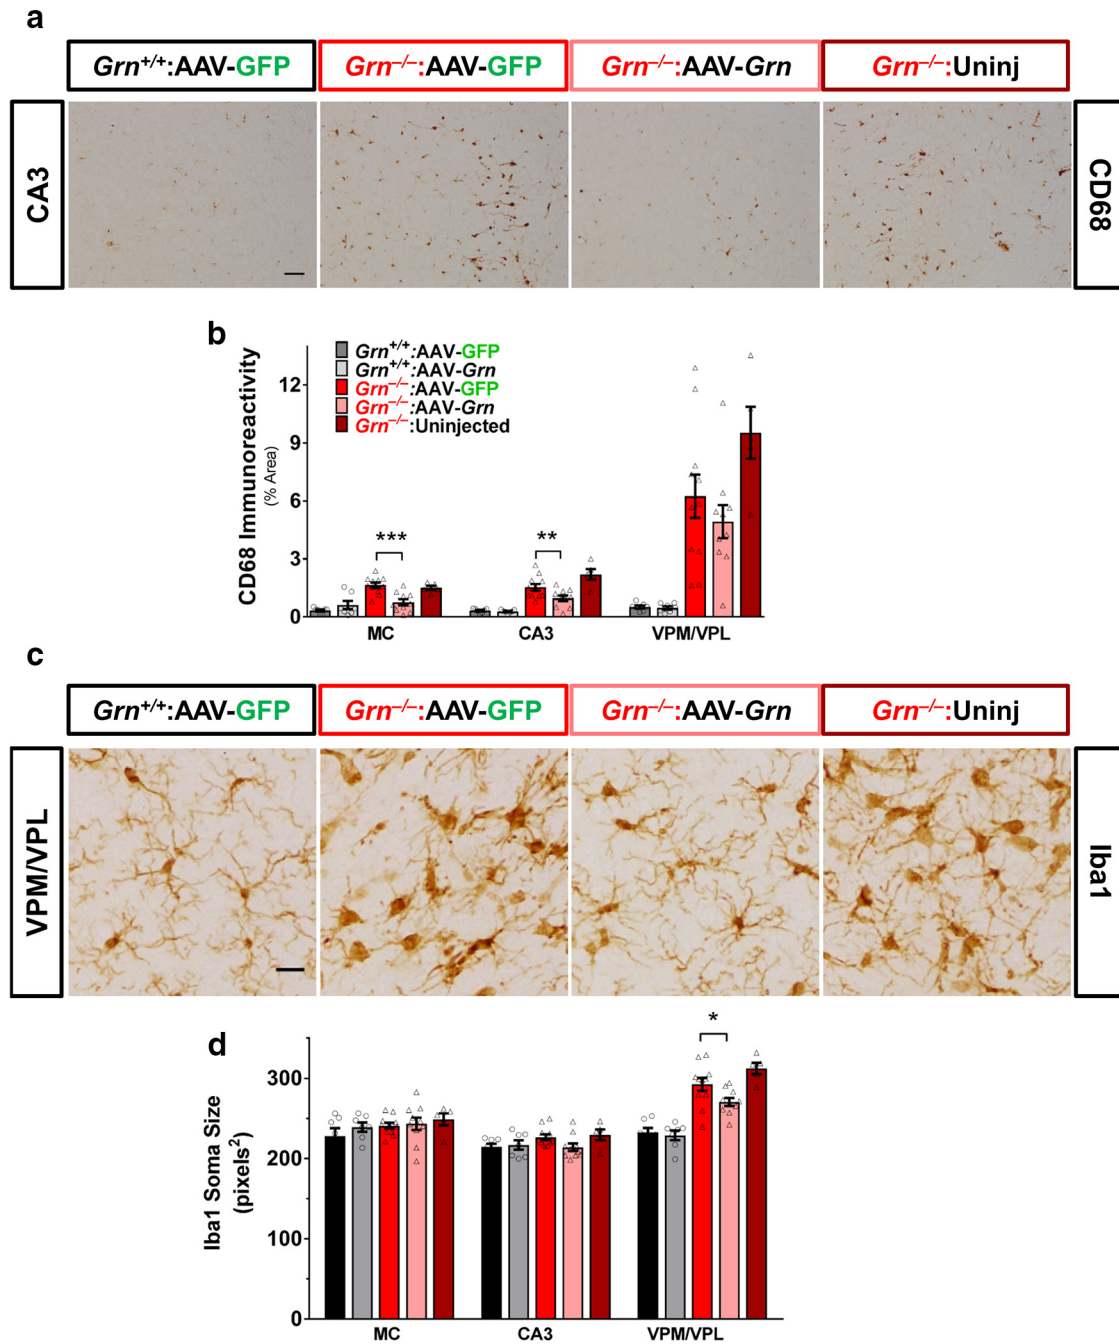 a
Grn+/+:AAV-GFP
Grn–/–:AAV-GFP
Grn–/–:AAV-Grn
Grn–/–:Uninj
CA3
CD68
b
CD68 Immunoreactivity
(% Area)
Grn+/+:AAV-GFP
Grn+/+:AAV-Grn
Grn–/–:AAV-GFP
Grn–/–:AAV-Grn
Grn–/–:Uninjected
12
9
6
3
0
***
**
MC
CA3
VPM/VPL
c
Grn+/+:AAV-GFP
Grn–/–:AAV-GFP
Grn–/–:AAV-Grn
Grn–/–:Uninj
VPM/VPL
Iba1
d
Iba1 Soma Size
(pixels²)
300
200
100
0
*
MC
CA3
VPM/VPL